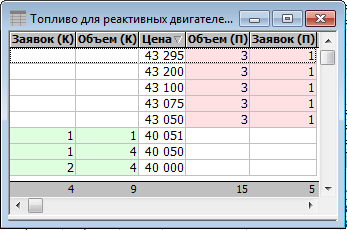 Топливо для реактивных двигателе...
Заявок (К) Объем (К) Цена Объем (П) Заявок (П)
43 295 3 1
43 200 3 1
43 100 3 1
43 075 3 1
43 050 3 1
1 1 40 051
1 4 40 050
2 4 40 000
4 9 15 5